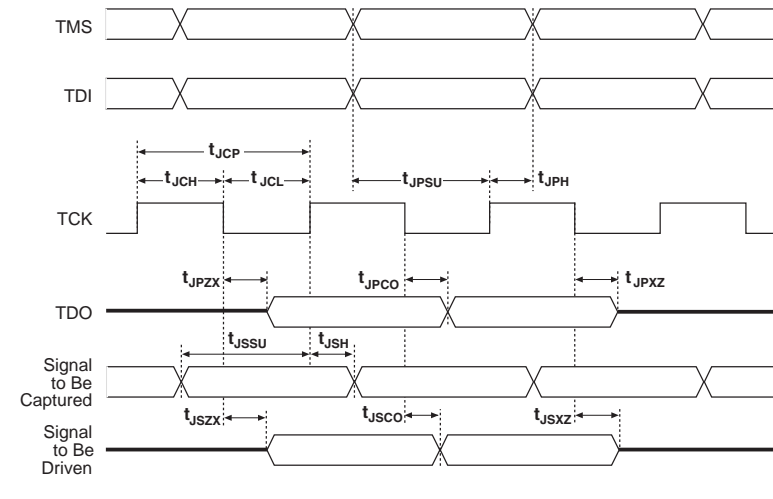 TMS
TDI
tJCP
tJCH
tJCL
tJPSU
tJPH
TCK
tJPZX
tJPCO
tJPXZ
TDO
tJSSU
tJSH
Signal
to Be
Captured
tJSZX
tJSCO
tJSXZ
Signal
to Be
Driven